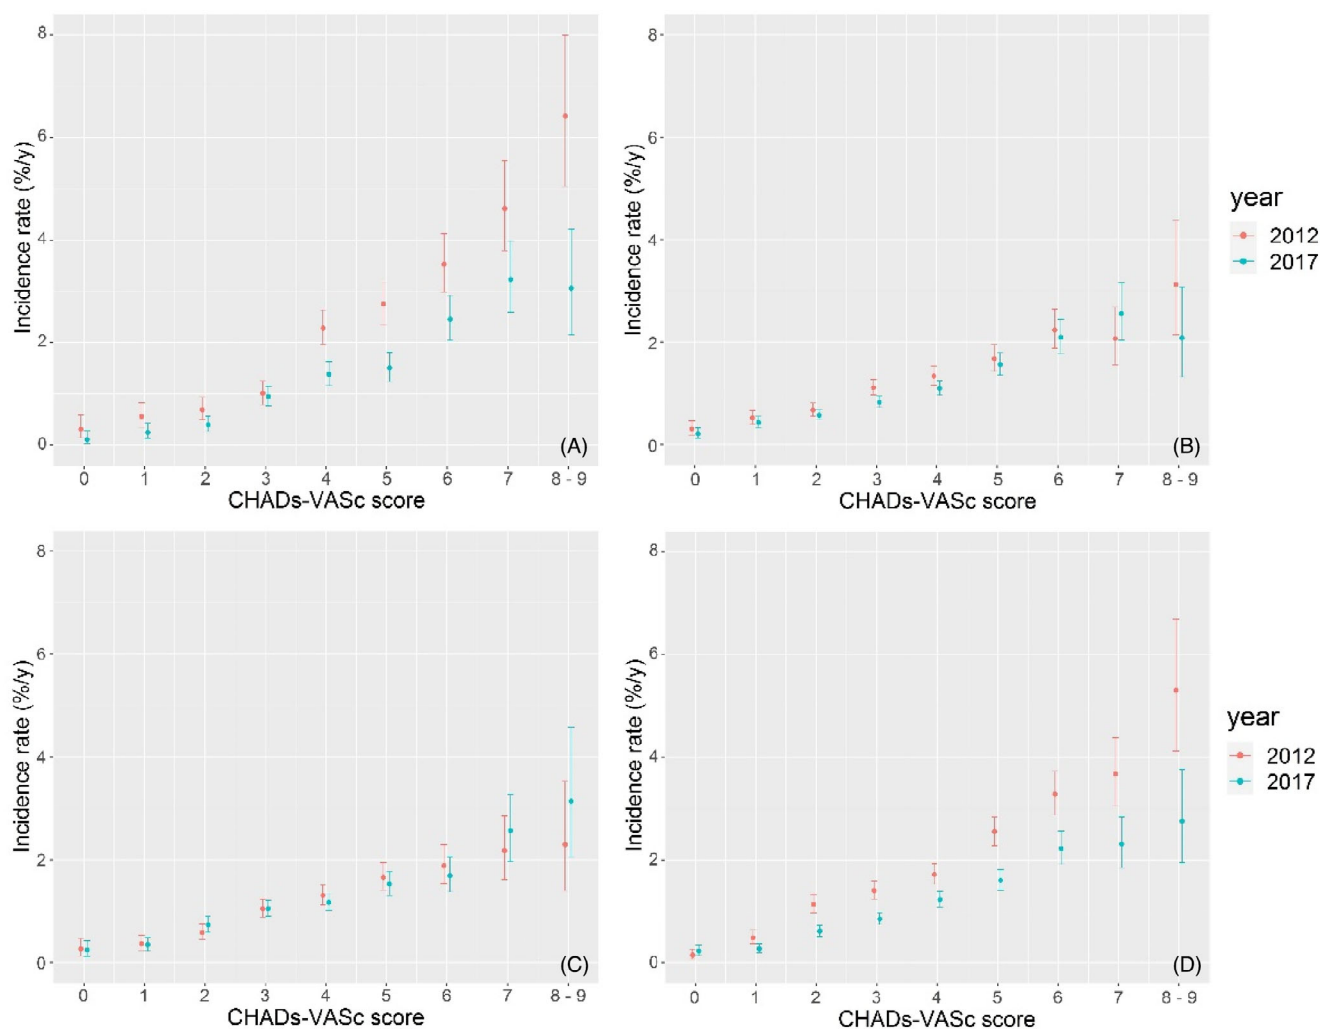 8
6
4
2
0
Incidence rate (%/y)
0 1 2 3 4 5 6 7 8 - 9
CHADs-VASc score
(A)
8
6
4
2
0
Incidence rate (%/y)
0 1 2 3 4 5 6 7 8 - 9
CHADs-VASc score
(B)
year
2012
2017
8
6
4
2
0
Incidence rate (%/y)
0 1 2 3 4 5 6 7 8 - 9
CHADs-VASc score
(C)
8
6
4
2
0
Incidence rate (%/y)
0 1 2 3 4 5 6 7 8 - 9
CHADs-VASc score
(D)
year
2012
2017